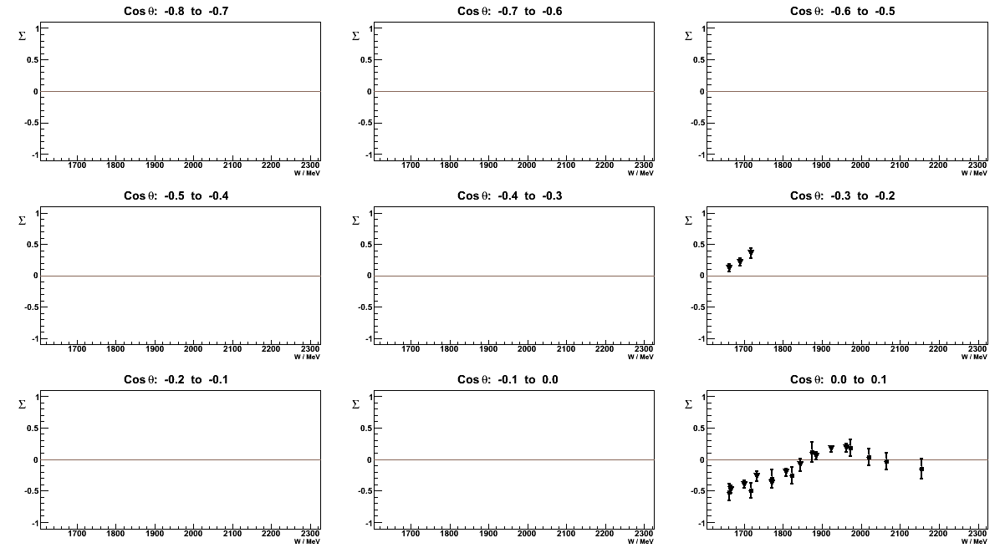 Cos θ: -0.8 to -0.7
Σ
1
0.5
0
-0.5
-1
1700 1800 1900 2000 2100 2200 2300
W / MeV
Cos θ: -0.7 to -0.6
Σ
1
0.5
0
-0.5
-1
1700 1800 1900 2000 2100 2200 2300
W / MeV
Cos θ: -0.6 to -0.5
Σ
1
0.5
0
-0.5
-1
1700 1800 1900 2000 2100 2200 2300
W / MeV
Cos θ: -0.5 to -0.4
Σ
1
0.5
0
-0.5
-1
1700 1800 1900 2000 2100 2200 2300
W / MeV
Cos θ: -0.4 to -0.3
Σ
1
0.5
0
-0.5
-1
1700 1800 1900 2000 2100 2200 2300
W / MeV
Cos θ: -0.3 to -0.2
Σ
1
0.5
0
-0.5
-1
1700 1800 1900 2000 2100 2200 2300
W / MeV
Cos θ: -0.2 to -0.1
Σ
1
0.5
0
-0.5
-1
1700 1800 1900 2000 2100 2200 2300
W / MeV
Cos θ: -0.1 to 0.0
Σ
1
0.5
0
-0.5
-1
1700 1800 1900 2000 2100 2200 2300
W / MeV
Cos θ: 0.0 to 0.1
Σ
1
0.5
0
-0.5
-1
1700 1800 1900 2000 2100 2200 2300
W / MeV